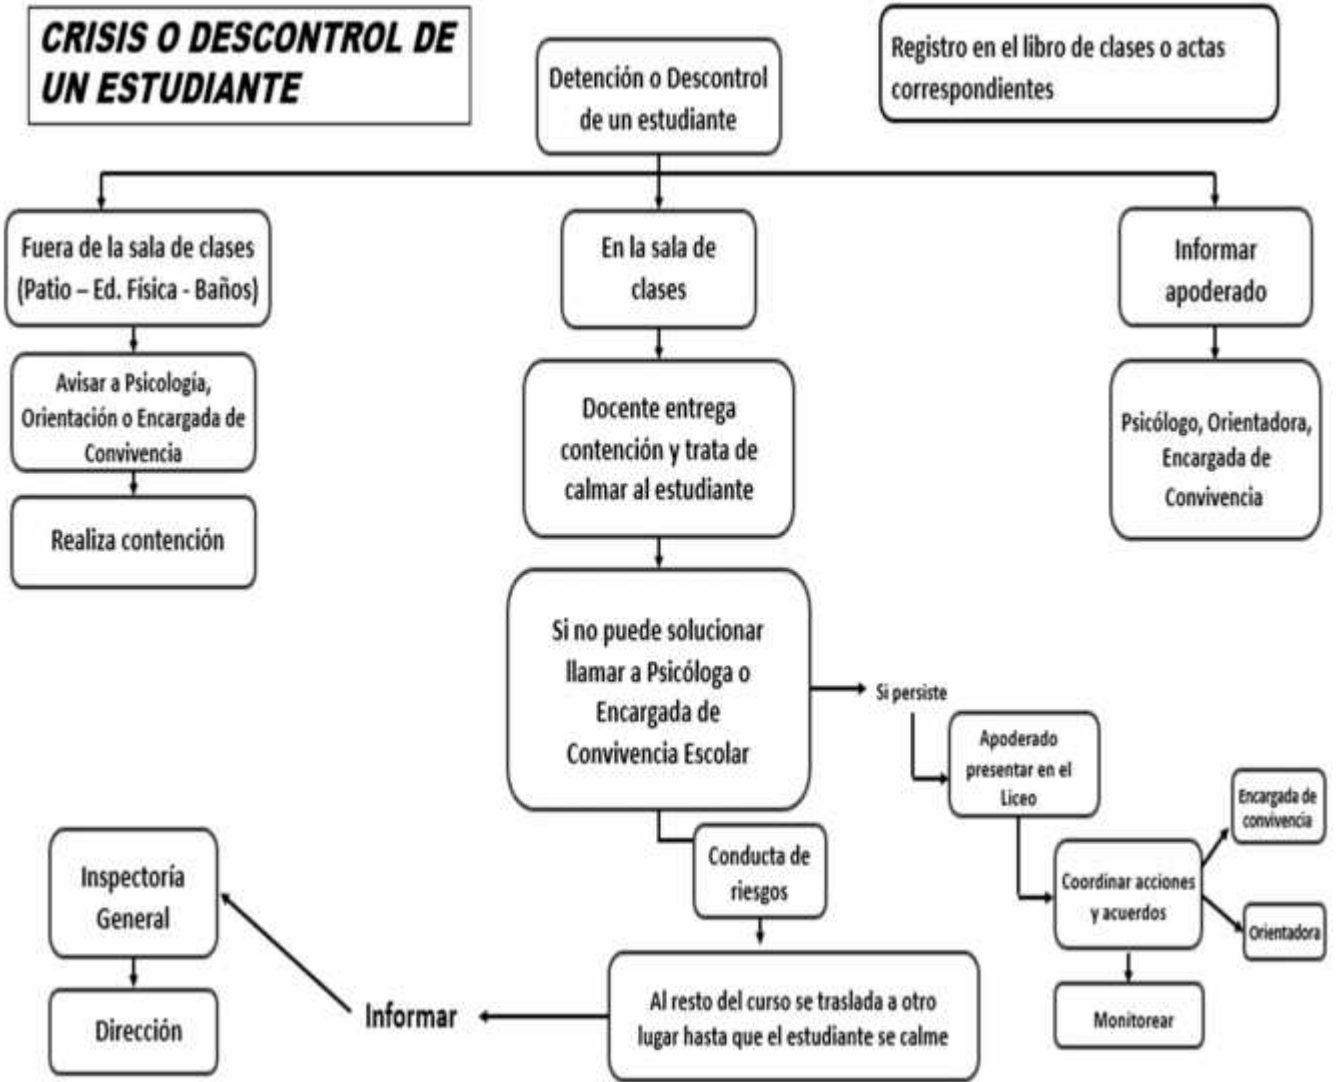 CRISIS O DESCONTROL DE
UN ESTUDIANTE
Detención o Descontrol
de un estudiante
Registro en el libro de clases o actas
correspondientes
Fuera de la sala de clases
(Patio – Ed. Física - Baños)
En la sala de
clases
Informar
apoderado
Avisar a Psicología,
Orientación o Encargada de
Convivencia
Docente entrega
contención y trata de
calmar al estudiante
Psicólogo, Orientadora,
Encargada de
Convivencia
Realiza contención
Si no puede solucionar
llamar a Psicóloga o
Encargada de
Convivencia Escolar
Si persiste
Apoderado
presentar en el
Liceo
Encargada de
convivencia
Coordinar acciones
y acuerdos
Orientadora
Monitorear
Conducta de
riesgos
Al resto del curso se traslada a otro
lugar hasta que el estudiante se calme
Informar
Inspectoría
General
Dirección